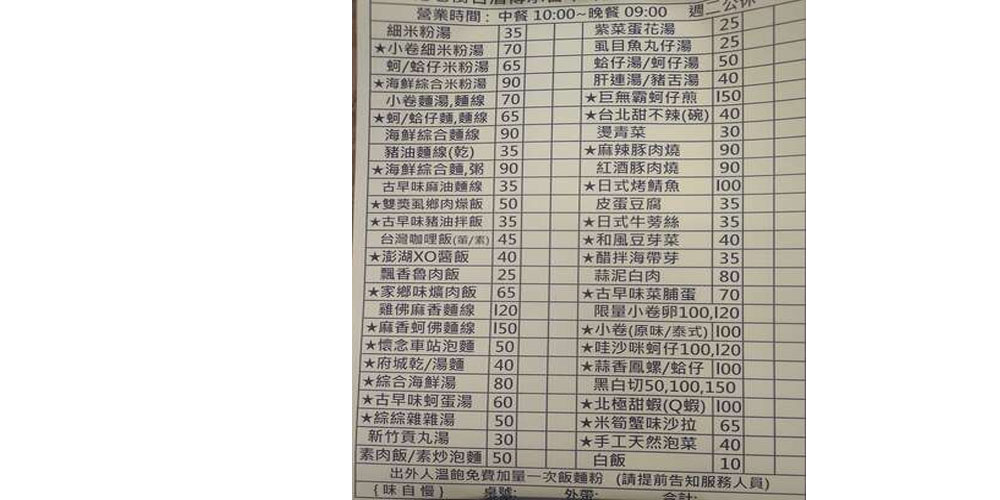 營業時間：中餐 10:00~晚餐 09:00 週二公休
細米粉湯 35
★小卷細米粉湯 70
蚵/蛤仔米粉湯 65
★海鮮綜合米粉湯 90
小卷麵湯,麵線 70
★蚵/蛤仔麵,麵線 65
海鮮綜合麵線 90
豬油麵線(乾) 35
★海鮮綜合麵,粥 90
古早味麻油麵線 35
★雙獎虱鄉肉燥飯 50
★古早味豬油拌飯 35
台灣咖哩飯(葷/素) 45
★澎湖XO醬飯 40
飄香魯肉飯 25
★家鄉味爌肉飯 65
雞佛麻香麵線 120
★麻香蚵佛麵線 150
★懷念車站泡麵 50
★府城乾/湯麵 40
★綜合海鮮湯 80
★古早味蚵蛋湯 60
★綜綜雜雜湯 50
新竹貢丸湯 30
素肉飯/素炒泡麵 50
紫菜蛋花湯 25
虱目魚丸仔湯 25
蛤仔湯/蚵仔湯 50
肝連湯/豬舌湯 40
★巨無霸蚵仔煎 150
★台北甜不辣(碗) 40
燙青菜 30
★麻辣豚肉燒 90
紅酒豚肉燒 90
★日式烤鯖魚 100
皮蛋豆腐 35
★日式牛蒡絲 35
★和風豆芽菜 40
★醋拌海帶芽 35
蒜泥白肉 80
★古早味菜脯蛋 70
限量小卷卵100,120
★小卷(原味/泰式) 100
★哇沙咪蚵仔100,120
★蒜香鳳螺/蛤仔 100
黑白切50,100,150
★北極甜蝦(Q蝦) 100
★米筍蟹味沙拉 65
★手工天然泡菜 40
白飯 10
出外人溫飽免費加量一次飯麵粉 (請提前告知服務人員)
{味自慢} 桌號: 外帶: 合計: